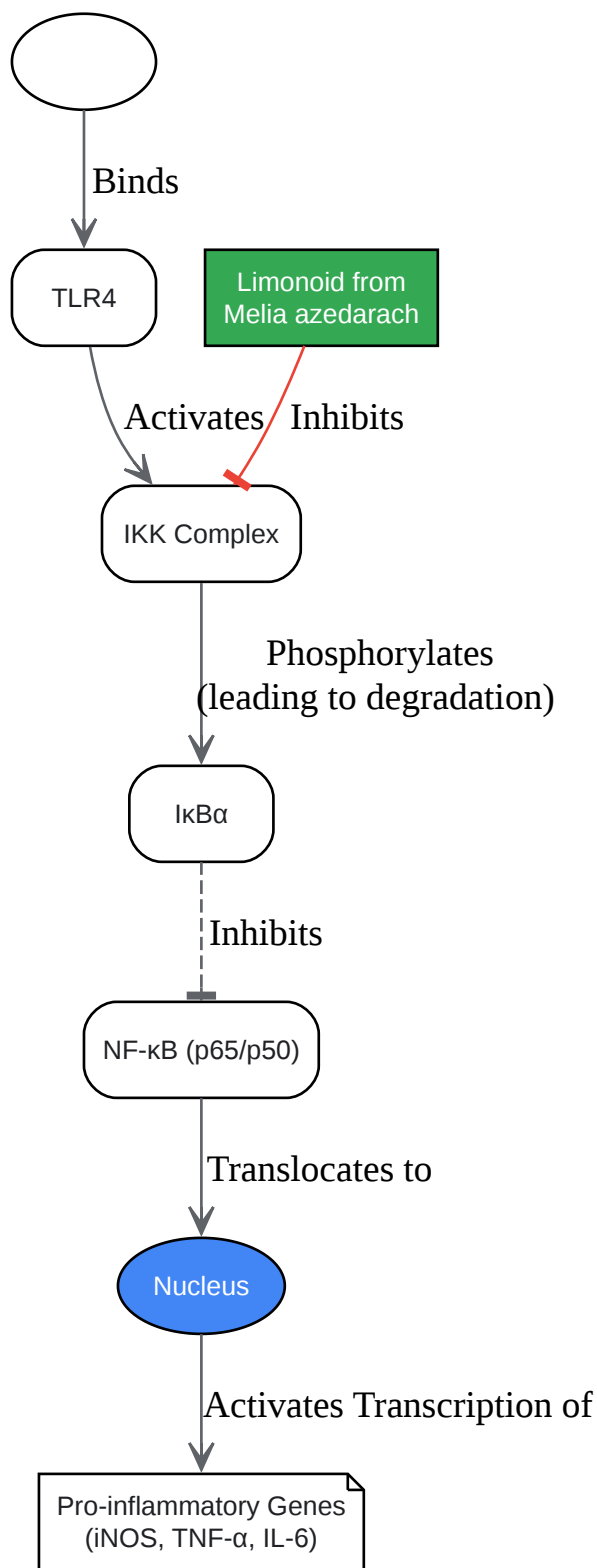 Binds
TLR4
Limonoid from
Melia azedarach
Activates
Inhibits
IKK Complex
Phosphorylates
(leading to degradation)
IκBα
Inhibits
NF-κB (p65/p50)
Translocates to
Nucleus
Activates Transcription of
Pro-inflammatory Genes
(iNOS, TNF-α, IL-6)